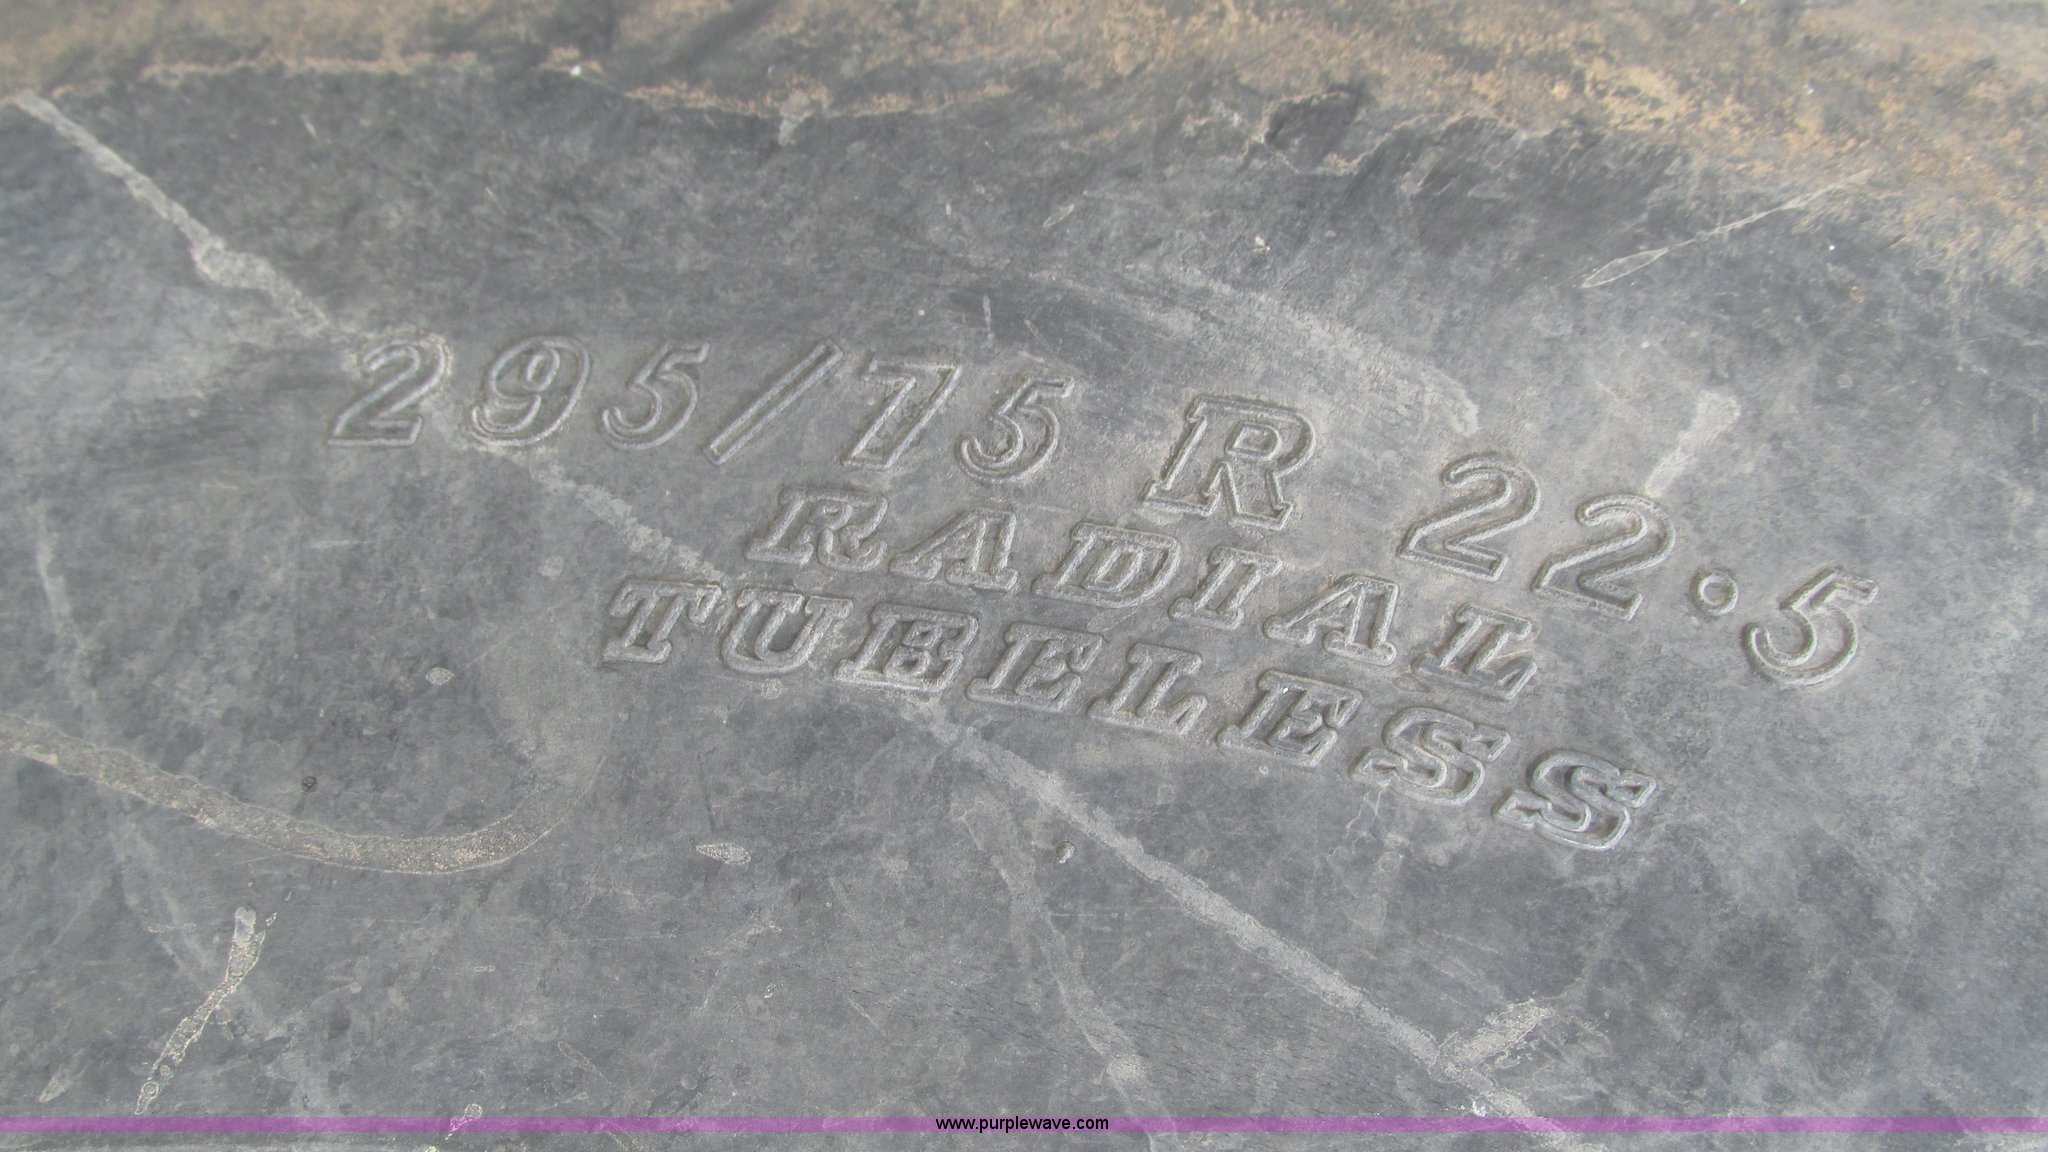 295/75 R 22.5
RADIAL
TUBELESS
www.purplewave.com